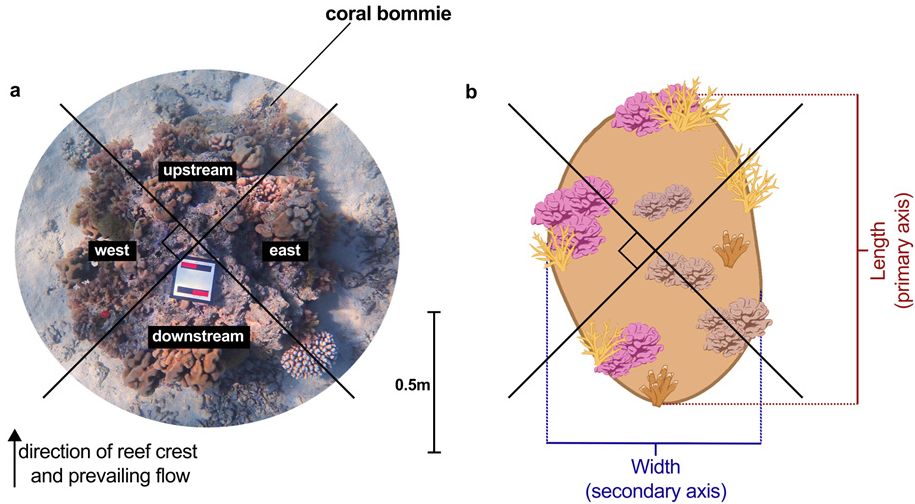 coral bommie
a
upstream
west
east
downstream
0.5m
direction of reef crest
and prevailing flow
b
Length
(primary axis)
Width
(secondary axis)